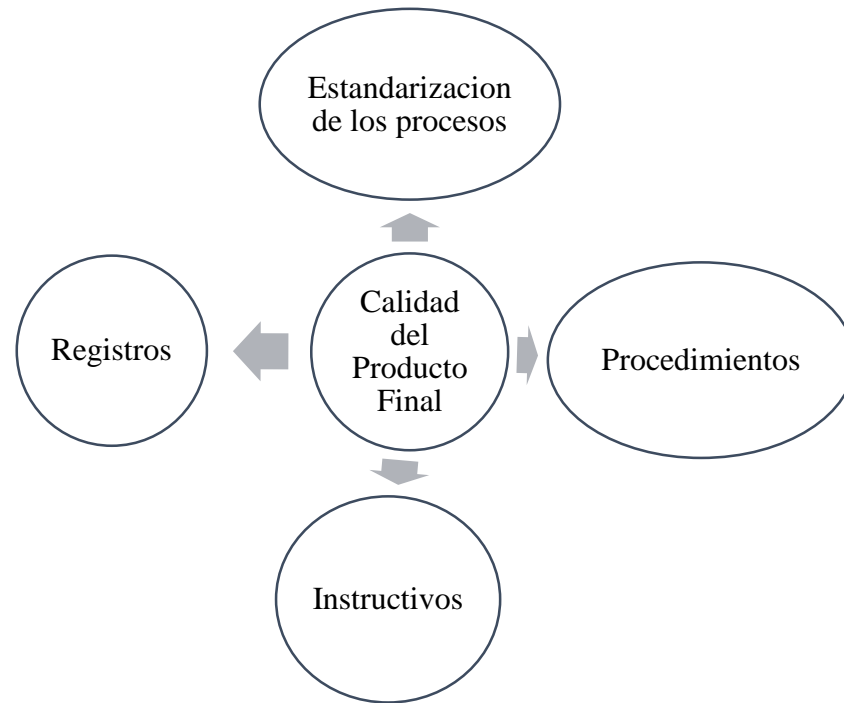 Estandarizacion
de los procesos
Registros
Calidad
del
Producto
Final
Procedimientos
Instructivos